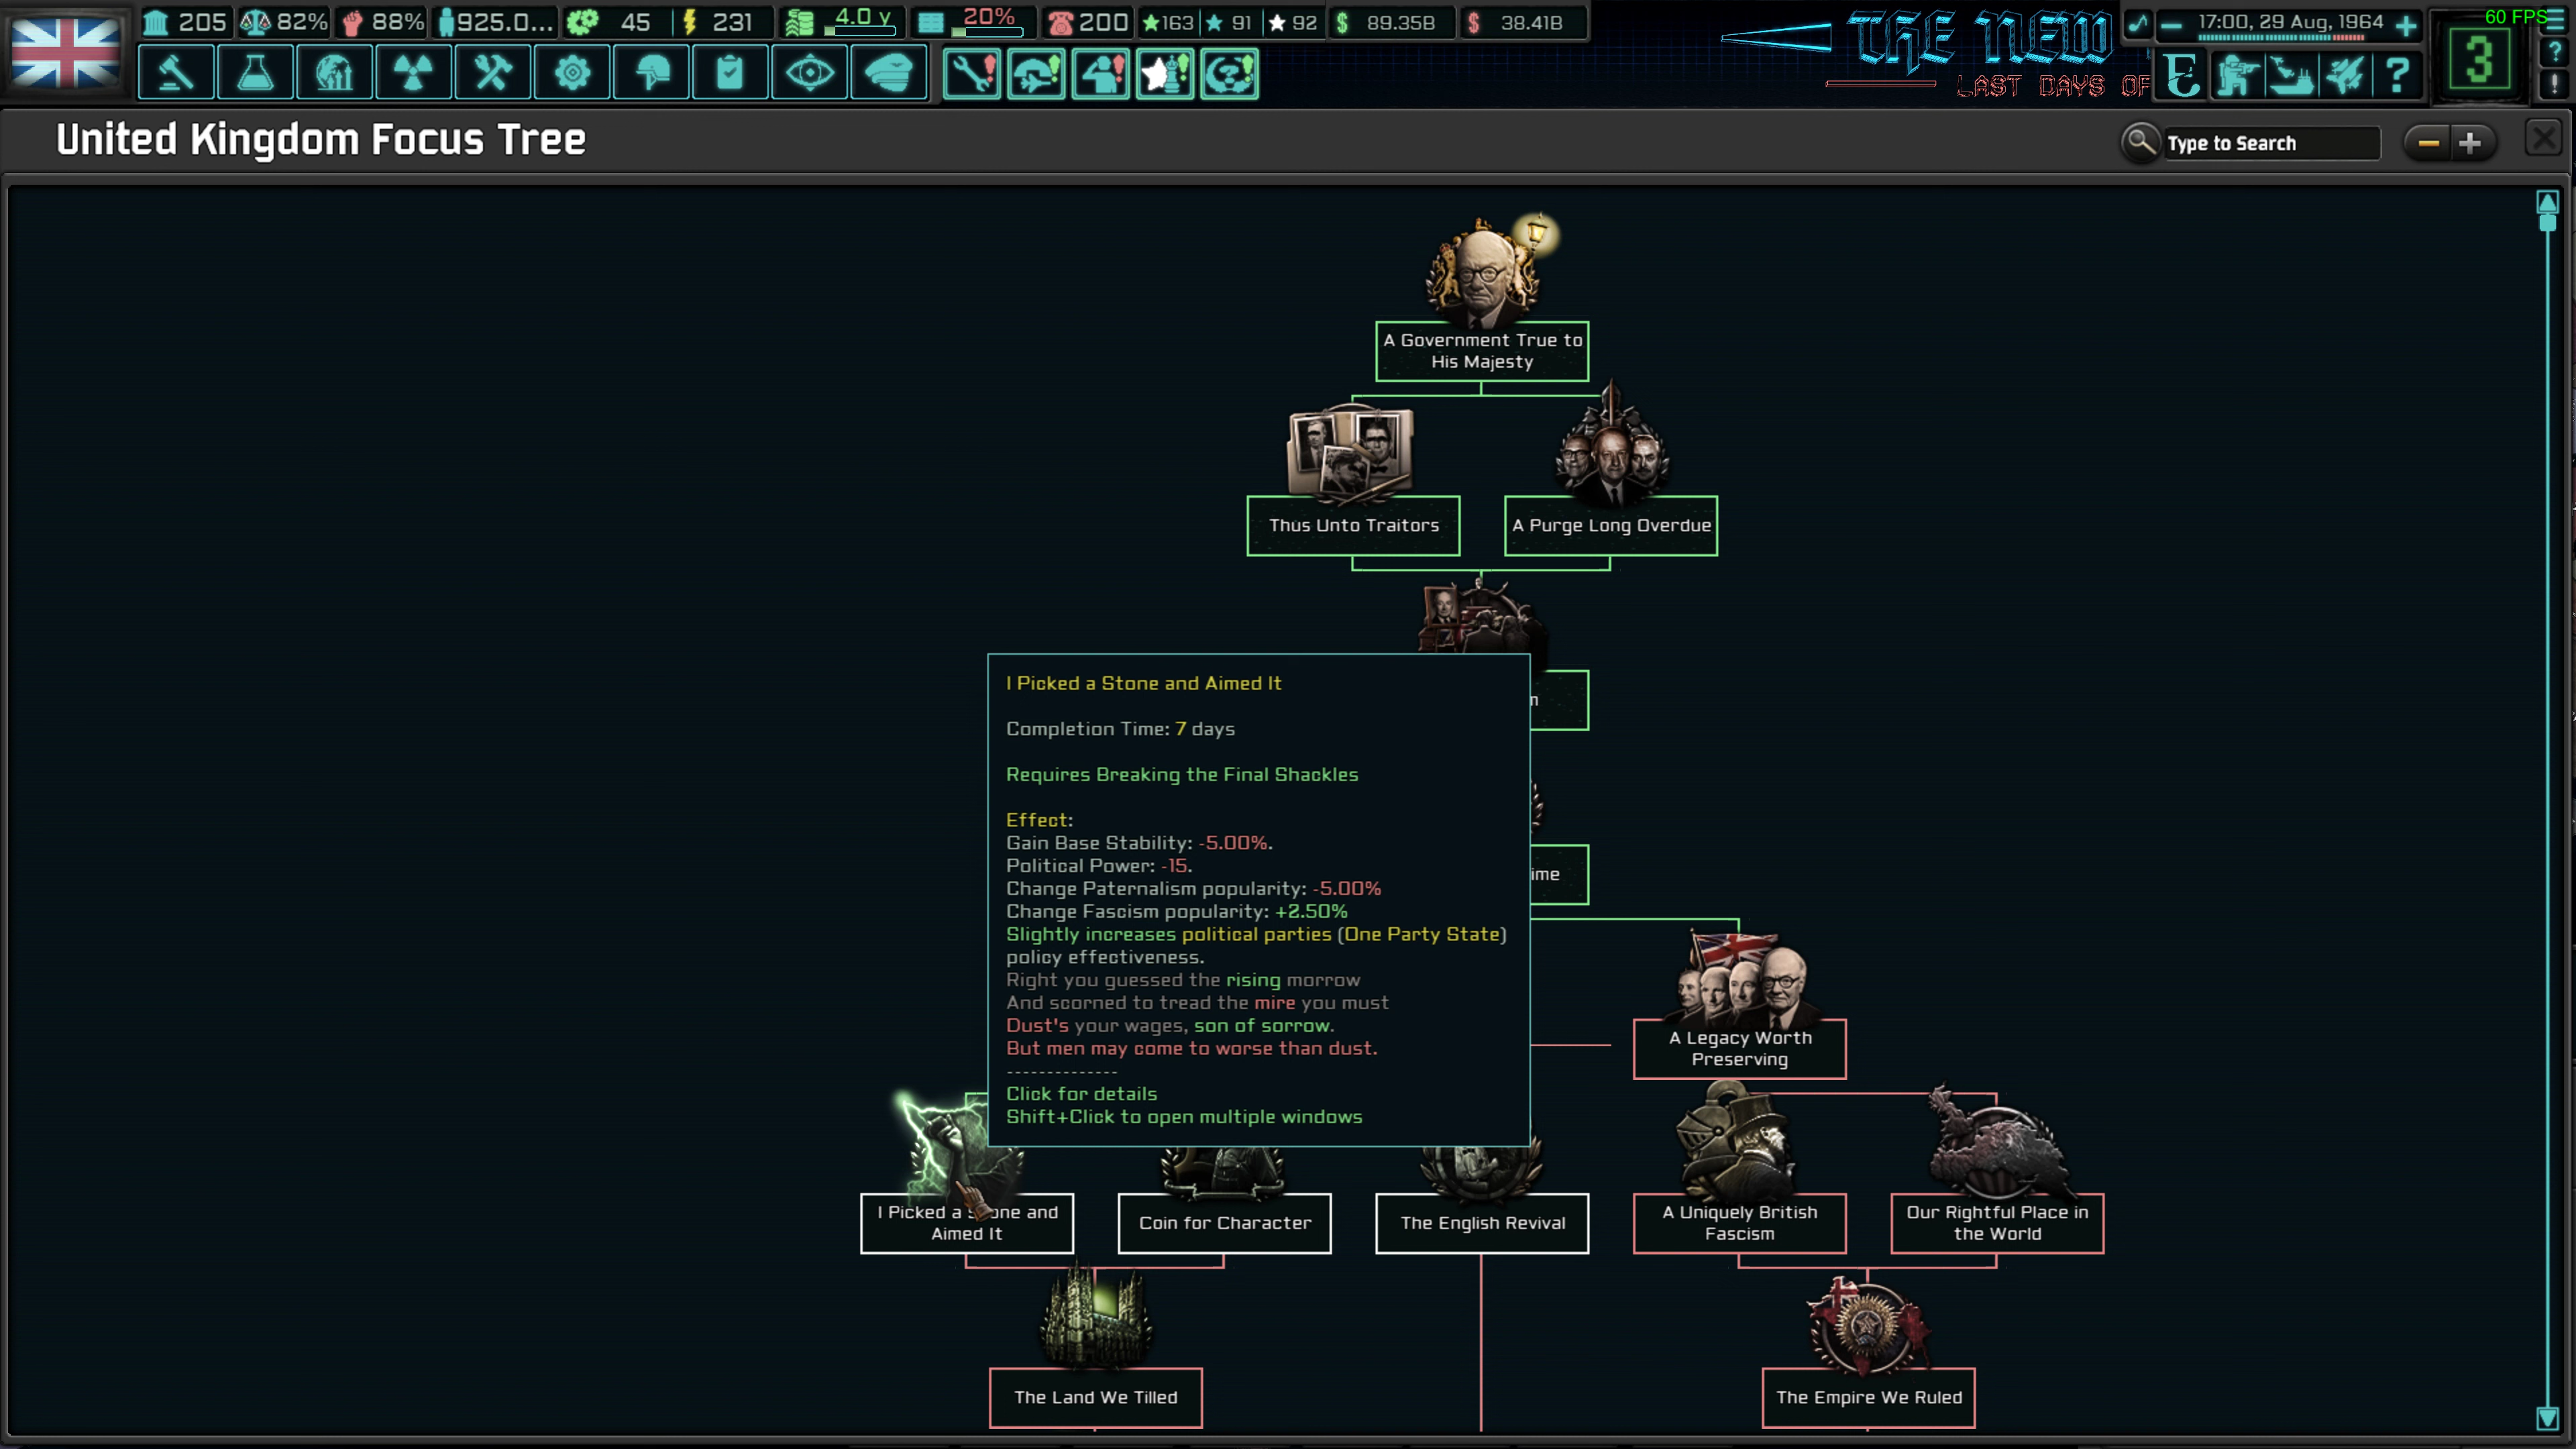 205 82% 88% 925.0... 45 231 4.0 y 20% 200 163 91 92 $ 89.35B $ 38.41B
THE NEW
LAST DAYS OF
17:00, 29 Aug, 1964
60 FPS
3
United Kingdom Focus Tree
Type to Search
A Government True to
His Majesty
Thus Unto Traitors
A Purge Long Overdue
n
ime
I Picked a Stone and Aimed It
Completion Time: 7 days
Requires Breaking the Final Shackles
Effect:
Gain Base Stability: -5.00%.
Political Power: -15.
Change Paternalism popularity: -5.00%
Change Fascism popularity: +2.50%
Slightly increases political parties (One Party State)
policy effectiveness.
Right you guessed the rising morrow
And scorned to tread the mire you must
Dust's your wages, son of sorrow.
But men may come to worse than dust.
--------------
Click for details
Shift+Click to open multiple windows
A Legacy Worth
Preserving
I Picked a Stone and
Aimed It
Coin for Character
The English Revival
A Uniquely British
Fascism
Our Rightful Place in
the World
The Land We Tilled
The Empire We Ruled